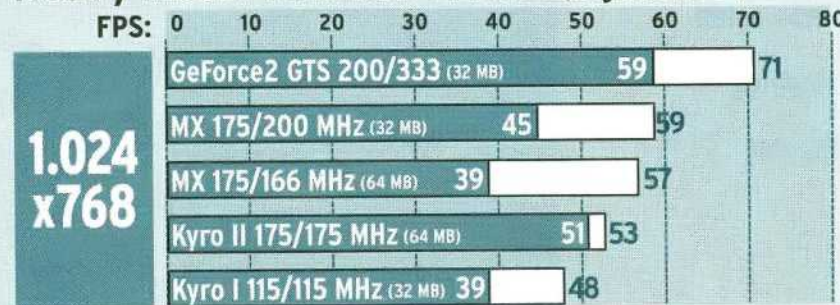 FPS: 0 10 20 30 40 50 60 70 80
1.024
x768
GeForce2 GTS 200/333 (32 MB) 59 71
MX 175/200 MHz (32 MB) 45 59
MX 175/166 MHz (64 MB) 39 57
Kyro II 175/175 MHz (64 MB) 51 53
Kyro I 115/115 MHz (32 MB) 39 48